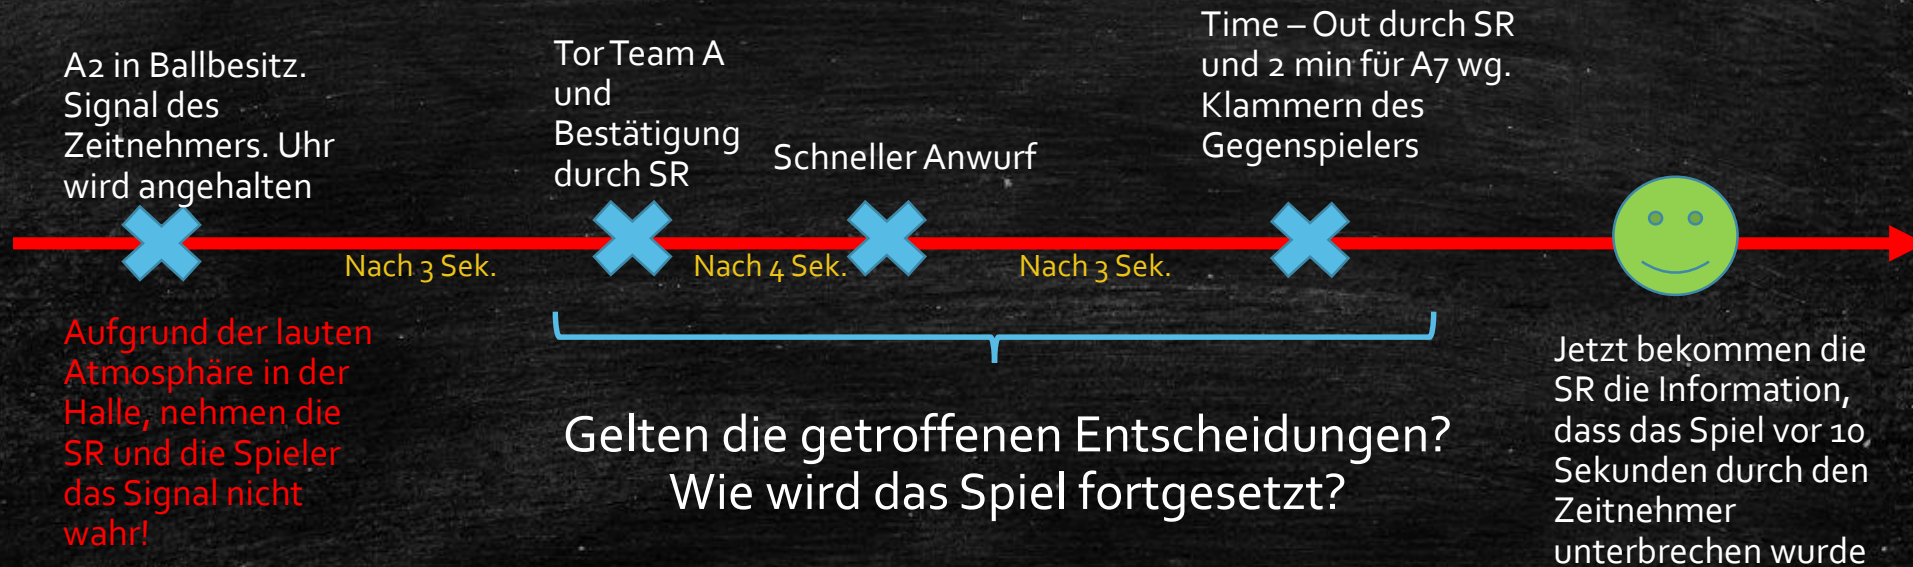 A2 in Ballbesitz.
Signal des
Zeitnehmers. Uhr
wird angehalten
Tor Team A
und
Bestätigung
durch SR
Schneller Anwurf
Time – Out durch SR
und 2 min für A7 wg.
Klammern des
Gegenspielers
Nach 3 Sek.
Nach 4 Sek.
Nach 3 Sek.
Aufgrund der lauten
Atmosphäre in der
Halle, nehmen die
SR und die Spieler
das Signal nicht
wahr!
Gelten die getroffenen Entscheidungen?
Wie wird das Spiel fortgesetzt?
Jetzt bekommen die
SR die Information,
dass das Spiel vor 10
Sekunden durch den
Zeitnehmer
unterbrechen wurde